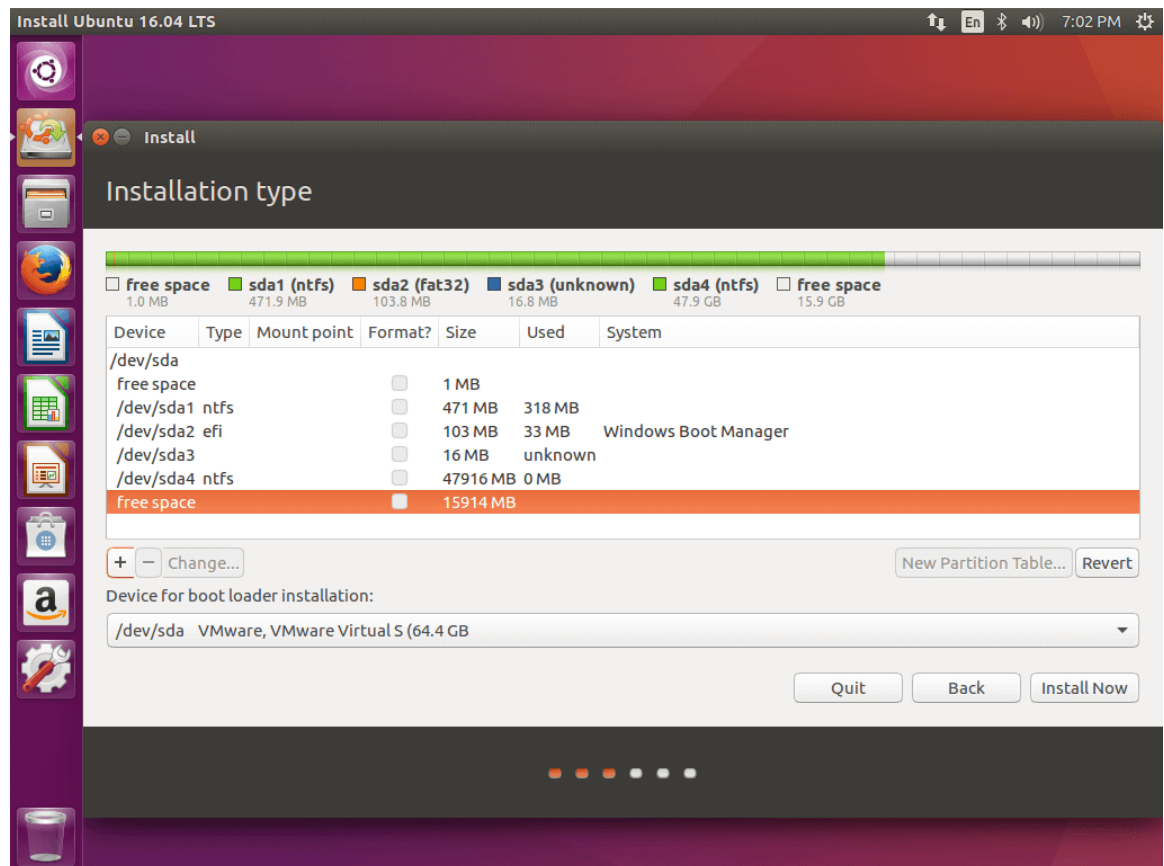 Install Ubuntu 16.04 LTS En 7:02 PM
Install
Installation type
free space sda1 (ntfs) sda2 (fat32) sda3 (unknown) sda4 (ntfs) free space
1.0 MB 471.9 MB 103.8 MB 16.8 MB 47.9 GB 15.9 GB
Device Type Mount point Format? Size Used System
/dev/sda
free space 1 MB
/dev/sda1 ntfs 471 MB 318 MB
/dev/sda2 efi 103 MB 33 MB Windows Boot Manager
/dev/sda3 16 MB unknown
/dev/sda4 ntfs 47916 MB 0 MB
free space 15914 MB
+ − Change... New Partition Table... Revert
Device for boot loader installation:
/dev/sda VMware, VMware Virtual S (64.4 GB
Quit Back Install Now
a